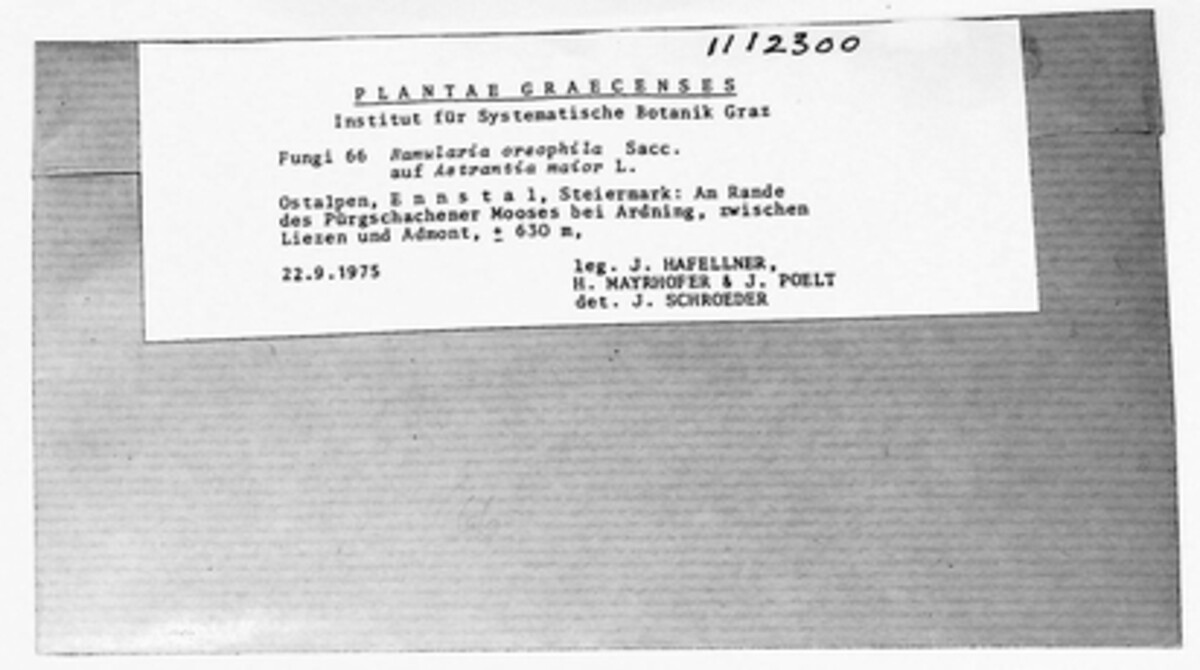 1112300
PLANTAE GRAECENSES
Institut für Systematische Botanik Graz
Fungi 66 Ramularia oreophila Sacc.
auf Astrantia maior L.
Ostalpen, Ennstal, Steiermark: Am Rande
des Pürgschachener Mooses bei Ardning, zwischen
Liezen und Admont, ± 630 m,
22.9.1975
leg. J. HAFELLNER,
H. MAYRHOFER & J. POELT
det. J. SCHROEDER
66